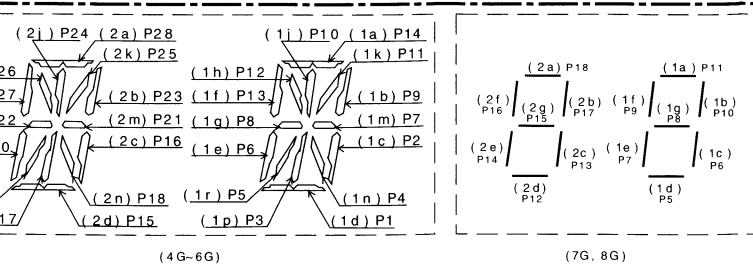 (2j) P24 (2a) P28
(2k) P25
26
27
(2b) P23
22
(2m) P21
0
(2c) P16
17
(2n) P18
(2d) P15
(1j) P10 (1a) P14
(1k) P11
(1h) P12
(1f) P13
(1b) P9
(1g) P8
(1m) P7
(1e) P6
(1c) P2
(1r) P5
(1n) P4
(1p) P3
(1d) P1
(4G~6G)
(2a) P18
(2f) P16
(2g) P15
(2b) P17
(2e) P14
(2c) P13
(2d) P12
(1a) P11
(1f) P9
(1g) P8
(1b) P10
(1e) P7
(1c) P6
(1d) P5
(7G, 8G)